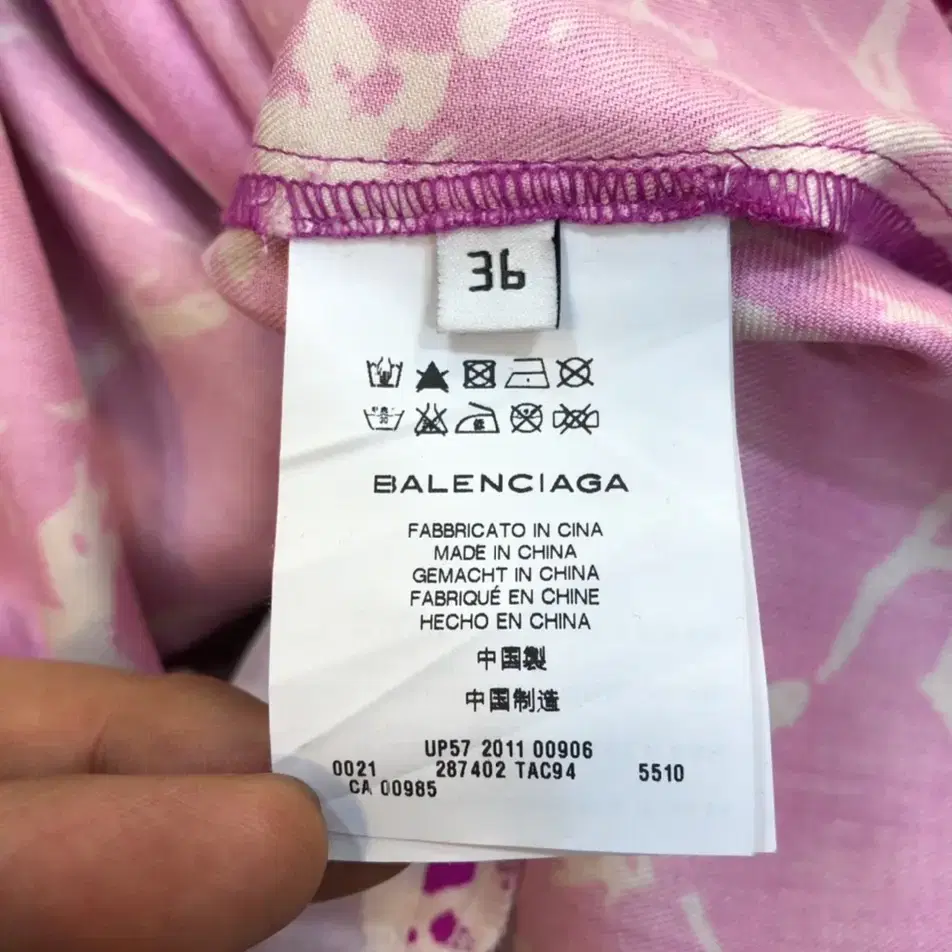 36
BALENCIAGA
FABBRICATO IN CINA
MADE IN CHINA
GEMACHT IN CHINA
FABRIQUÉ EN CHINE
HECHO EN CHINA
中国製
中国制造
UP57 2011 00906
0021 287402 TAC94 5510
CA 00985